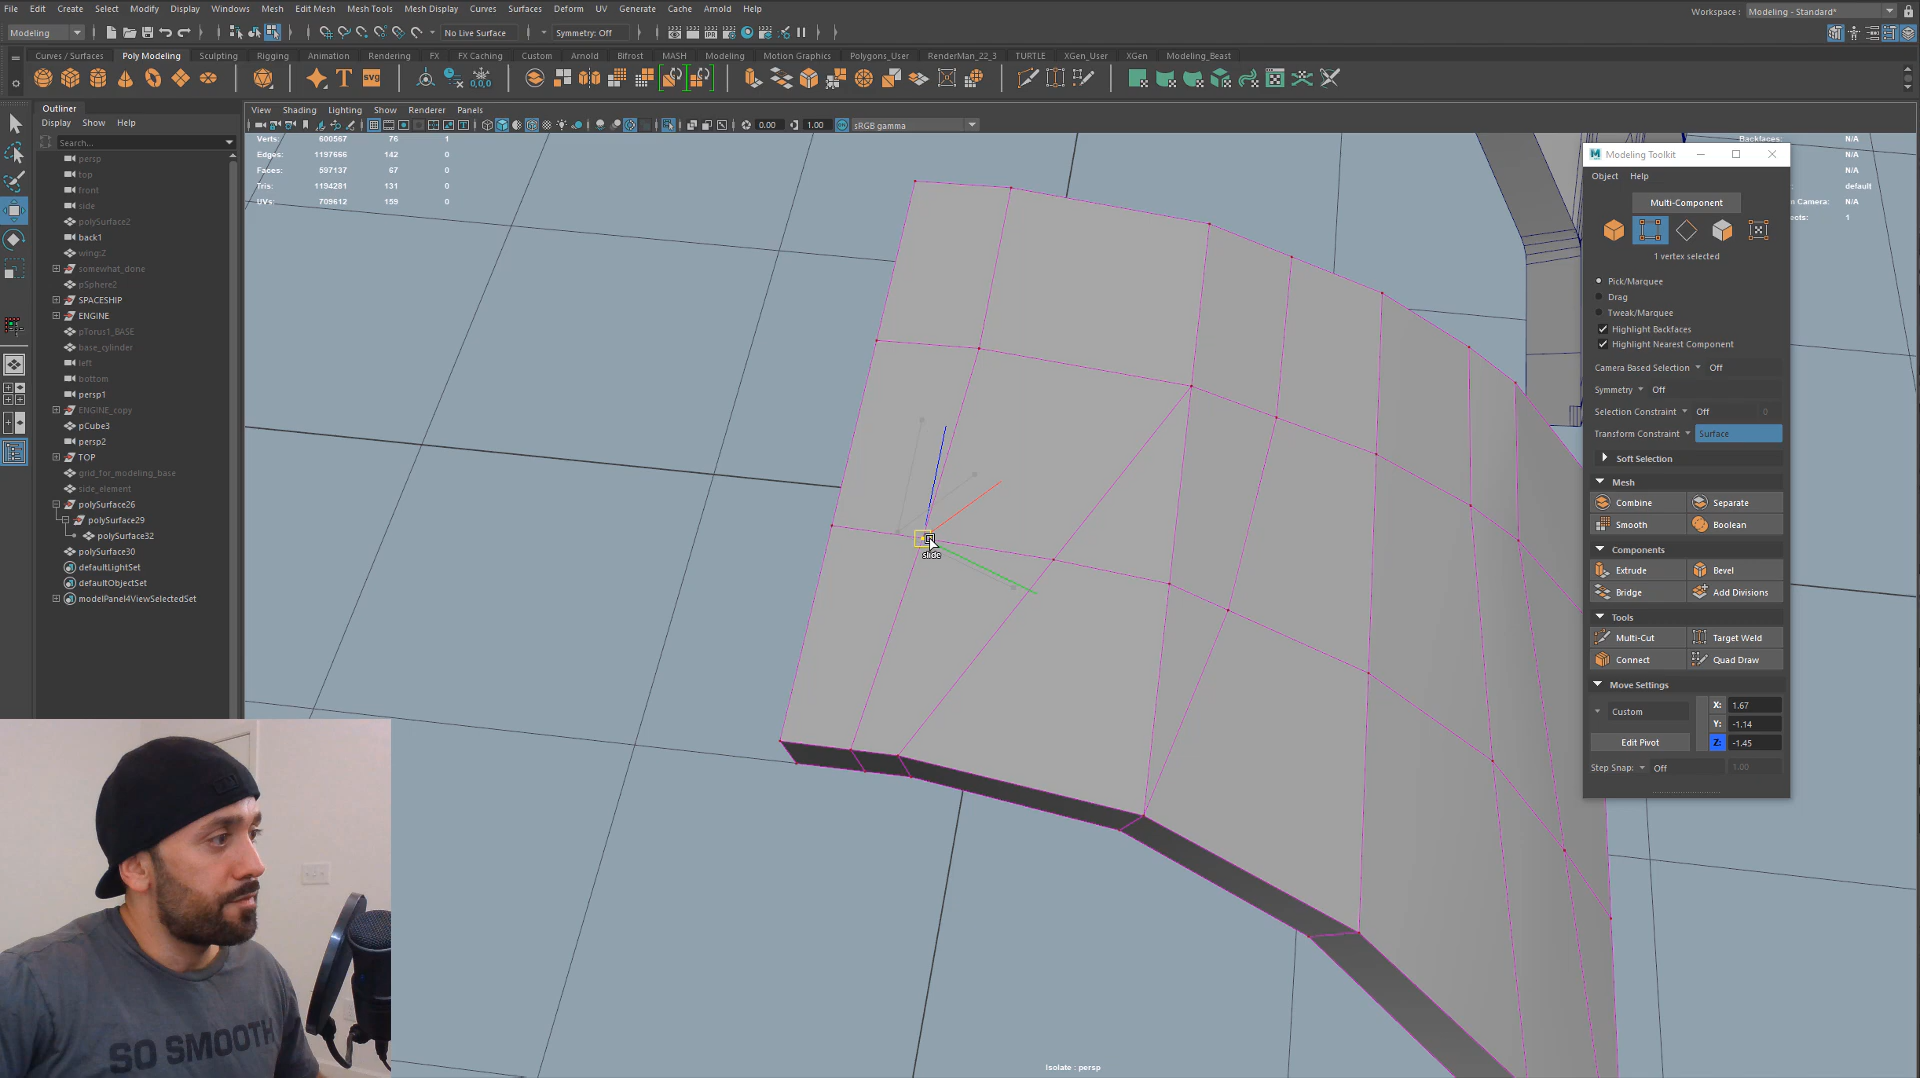 File Edit Create Select Modify Display Windows Mesh Edit Mesh Mesh Tools Mesh Display Curves Surfaces Deform UV Generate Cache Arnold Help
Workspace : Modeling - Standard*
Modeling
No Live Surface
Symmetry: Off
Curves / Surfaces Poly Modeling Sculpting Rigging Animation Rendering FX FX Caching Custom Arnold Bifrost MASH Modeling Motion Graphics Polygons_User RenderMan_22_3 TURTLE XGen_User XGen Modeling_Beast
Outliner
Display Show Help
Search...
persp
top
front
side
polySurface2
back1
wing:Z
somewhat_done
pSphere2
SPACESHIP
ENGINE
pTorus1_BASE
base_cylinder
left
bottom
persp1
ENGINE_copy
pCube3
persp2
TOP
grid_for_modeling_base
side_element
polySurface26
polySurface29
polySurface32
polySurface30
defaultLightSet
defaultObjectSet
modelPanel4ViewSelectedSet
View Shading Lighting Show Renderer Panels
0.00 1.00 sRGB gamma
Verts: 600567 76 1
Edges: 1197666 142 0
Faces: 597137 67 0
Tris: 1194281 131 0
UVs: 709612 159 0
Backfaces: N/A
N/A
N/A
default
Camera: N/A
ects: 1
slide
Isolate : persp
Modeling Toolkit
Object Help
Multi-Component
1 vertex selected
Pick/Marquee
Drag
Tweak/Marquee
Highlight Backfaces
Highlight Nearest Component
Camera Based Selection Off
Symmetry Off
Selection Constraint Off 0
Transform Constraint Surface
Soft Selection
Mesh
Combine Separate
Smooth Boolean
Components
Extrude Bevel
Bridge Add Divisions
Tools
Multi-Cut Target Weld
Connect Quad Draw
Move Settings
Custom
X: 1.67
Y: -1.14
Edit Pivot
Z: -1.45
Step Snap: Off 1.00
SO SMOOTH